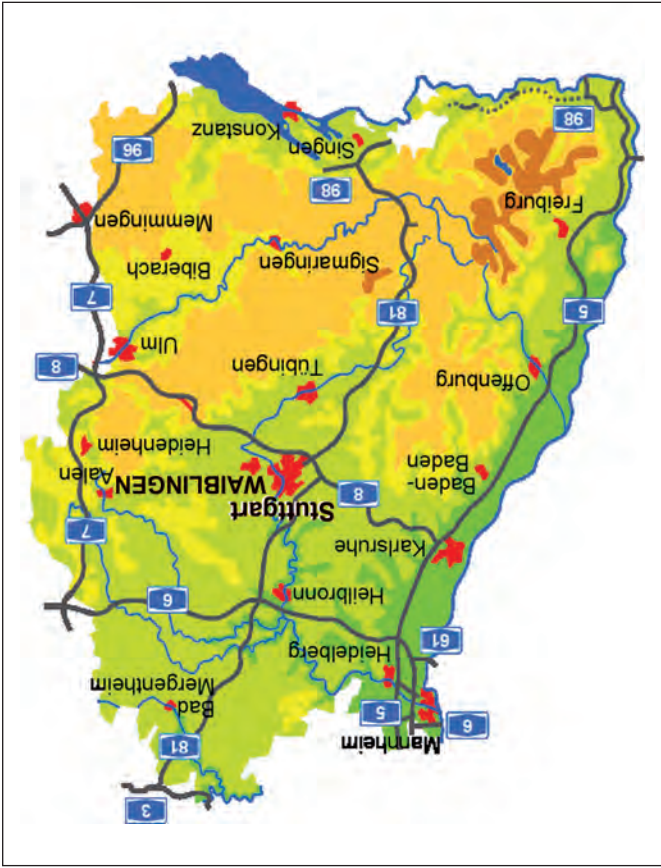 3
81
Mannheim
6
5
Bad
Mergentheim
Heidelberg
61
6
Heilbronn
Karlsruhe
7
8
Stuttgart
WAIBLINGEN
Aalen
Baden-
Baden
Heidenheim
Offenburg
Tübingen
8
Ulm
5
81
7
Sigmaringen
Biberach
Freiburg
Memmingen
98
Singen
96
Konstanz
98